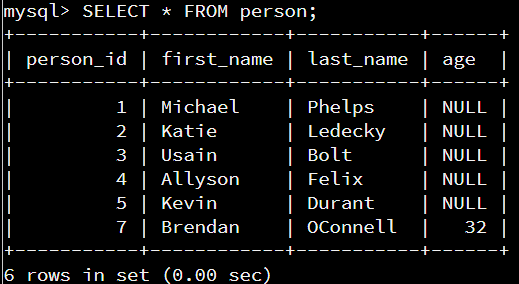 mysql> SELECT * FROM person;
+-----------+------------+-----------+------+
| person_id | first_name | last_name | age  |
+-----------+------------+-----------+------+
|         1 | Michael    | Phelps    | NULL |
|         2 | Katie      | Ledecky   | NULL |
|         3 | Usain      | Bolt      | NULL |
|         4 | Allyson    | Felix     | NULL |
|         5 | Kevin      | Durant    | NULL |
|         7 | Brendan    | OConnell  |   32 |
+-----------+------------+-----------+------+
6 rows in set (0.00 sec)